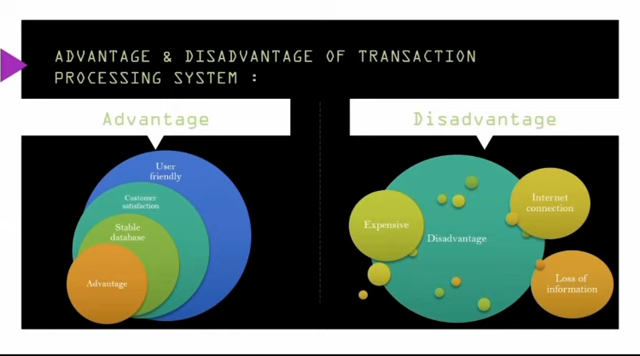 ADVANTAGE & DISADVANTAGE OF TRANSACTION
PROCESSING SYSTEM :
Advantage
User
friendly
Customer
satisfaction
Stable
database
Advantage
Disadvantage
Internet
connection
Expensive
Disadvantage
Loss of
information